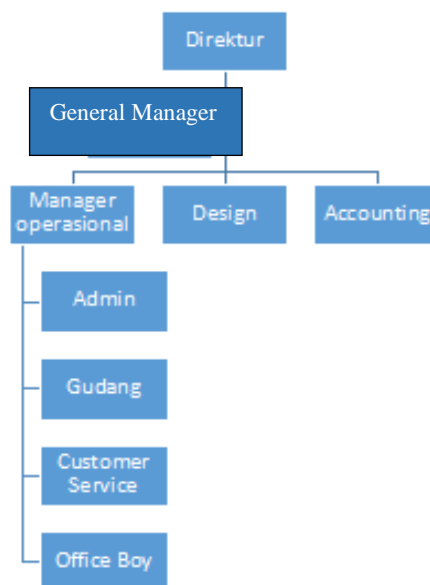 Direktur
General Manager
Manager
operasional
Design
Accounting
Admin
Gudang
Customer
Service
Office Boy